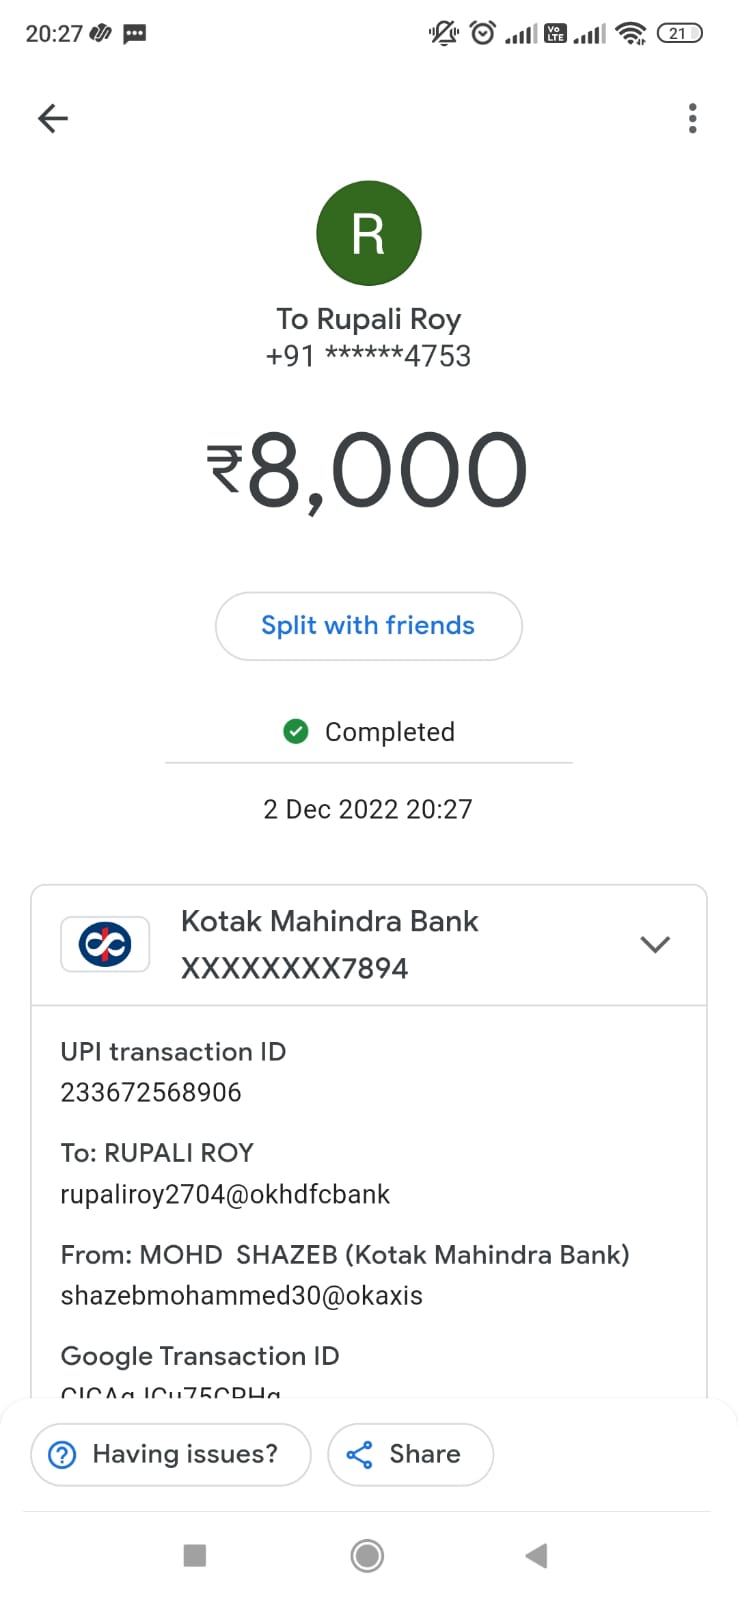 20:27
Vo
LTE
21
R
To Rupali Roy
+91 ******4753
₹8,000
Split with friends
Completed
2 Dec 2022 20:27
Kotak Mahindra Bank
XXXXXXXX7894
UPI transaction ID
233672568906
To: RUPALI ROY
rupaliroy2704@okhdfcbank
From: MOHD SHAZEB (Kotak Mahindra Bank)
shazebmohammed30@okaxis
Google Transaction ID
Having issues?
Share